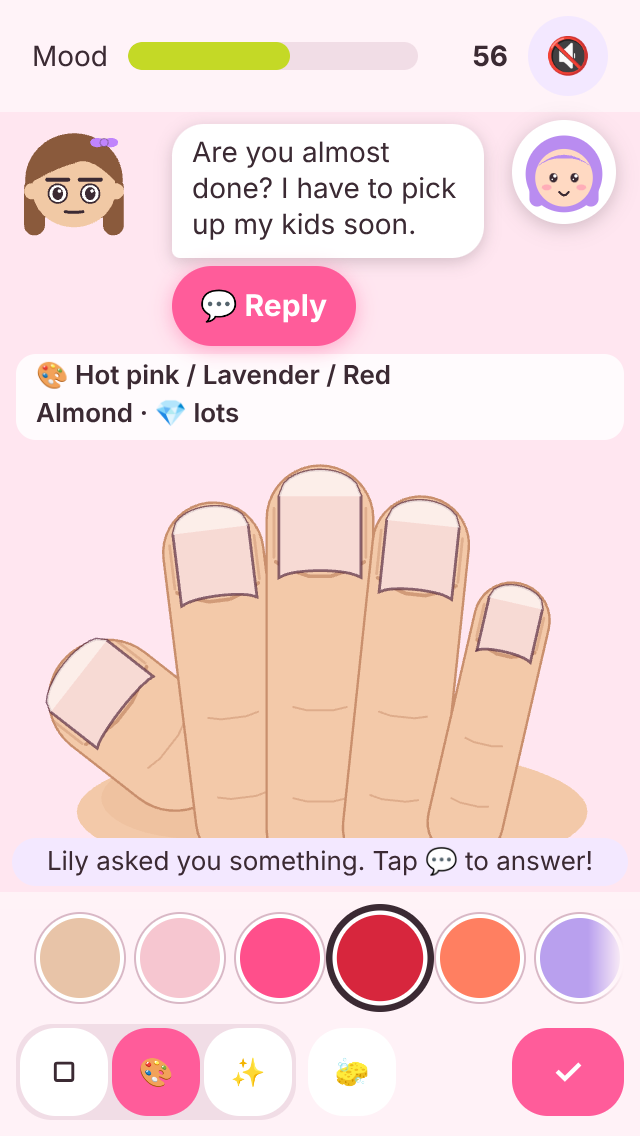 Mood
56
Are you almost
done? I have to pick
up my kids soon.
💬 Reply
🎨 Hot pink / Lavender / Red
Almond · 💎 lots
Lily asked you something. Tap 💬 to answer!